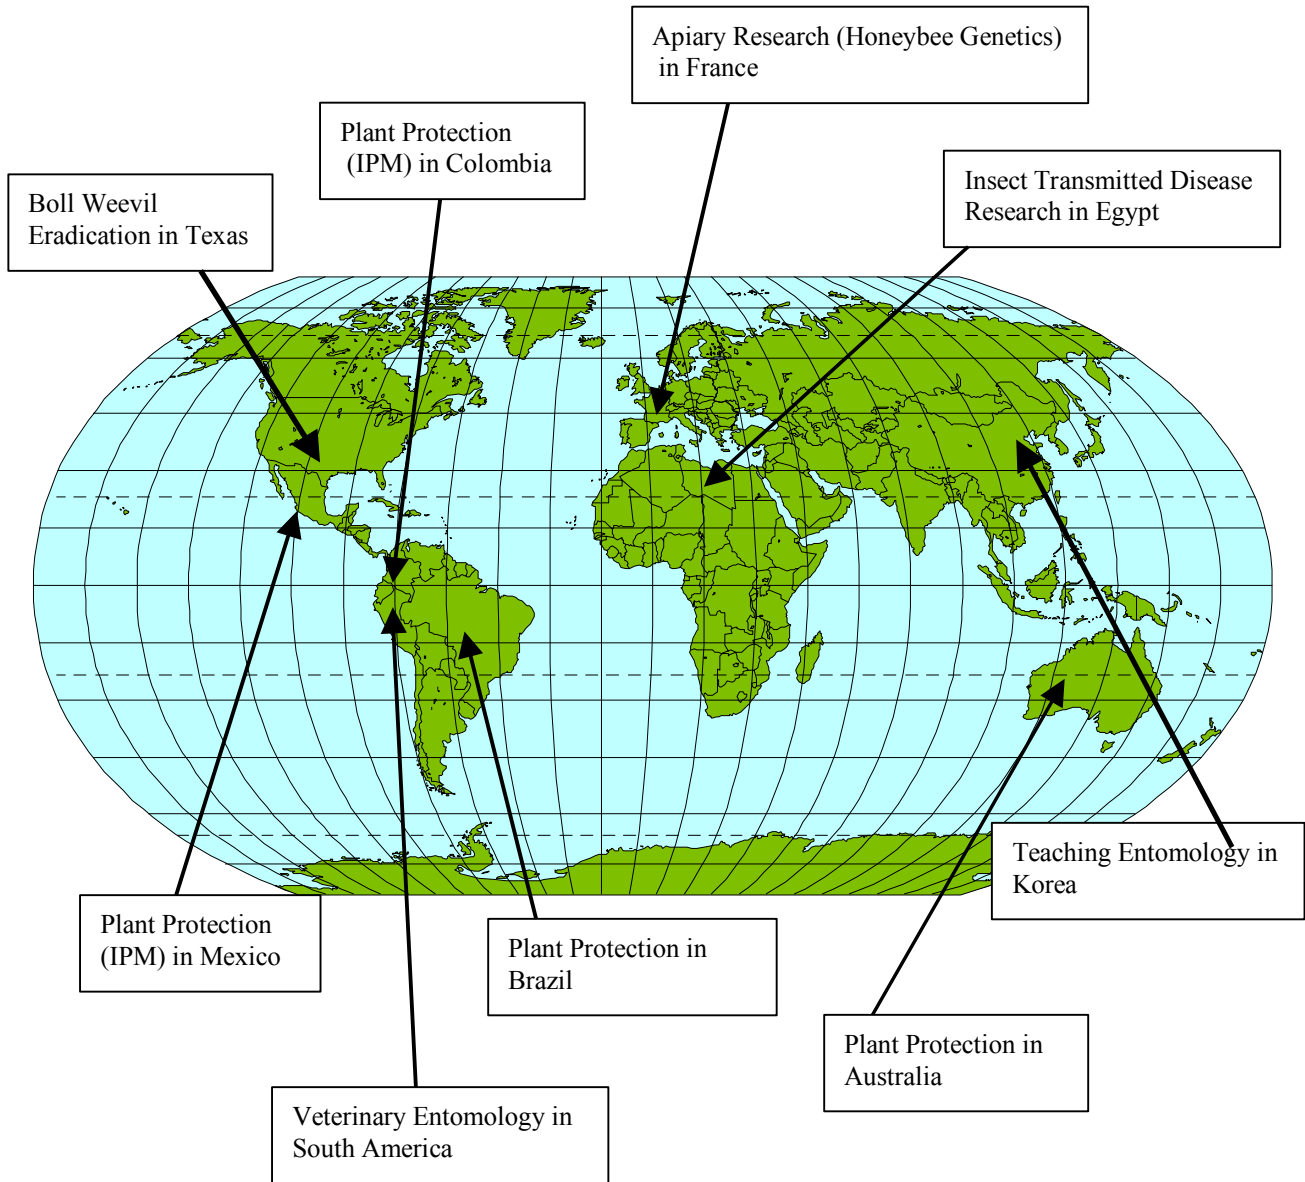 Apiary Research (Honeybee Genetics)
in France
Plant Protection
(IPM) in Colombia
Insect Transmitted Disease
Research in Egypt
Boll Weevil
Eradication in Texas
Teaching Entomology in
Korea
Plant Protection
(IPM) in Mexico
Plant Protection in
Brazil
Plant Protection in
Australia
Veterinary Entomology in
South America